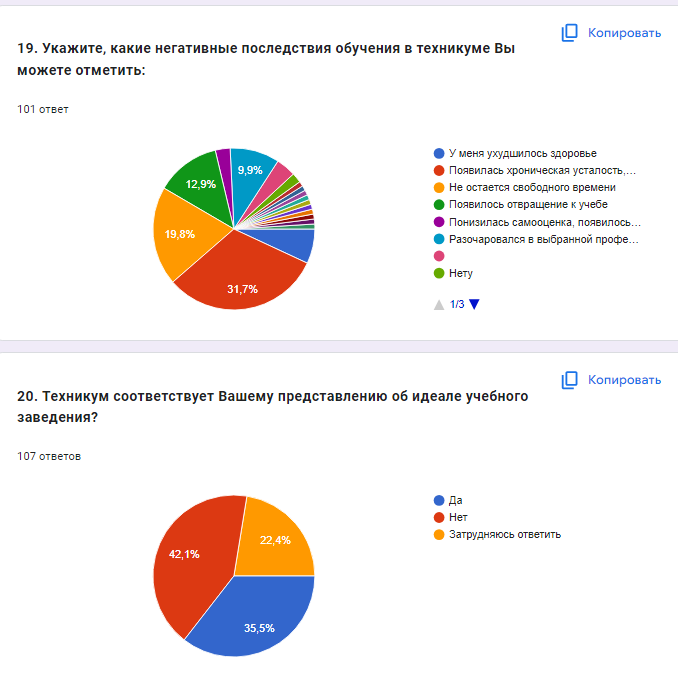 Копировать
19. Укажите, какие негативные последствия обучения в техникуме Вы
можете отметить:
101 ответ
9,9%
12,9%
19,8%
31,7%
У меня ухудшилось здоровье
Появилась хроническая усталость,...
Не остается свободного времени
Появилось отвращение к учебе
Понизилась самооценка, появилось...
Разочаровался в выбранной профе...
Нету
1/3
Копировать
20. Техникум соответствует Вашему представлению об идеале учебного
заведения?
107 ответов
22,4%
42,1%
35,5%
Да
Нет
Затрудняюсь ответить